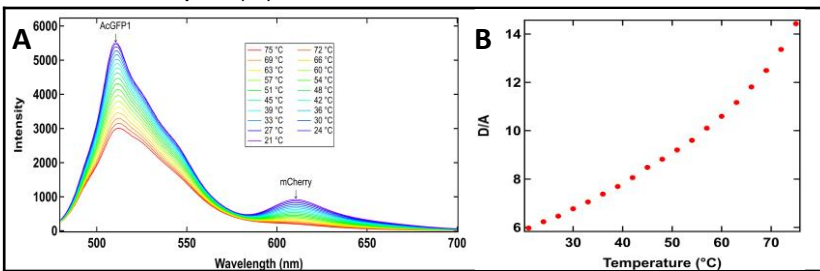 A
AcGFP1
6000
5000
4000
3000
2000
1000
0
Intensity
75 °C 72 °C
69 °C 66 °C
63 °C 60 °C
57 °C 54 °C
51 °C 48 °C
45 °C 42 °C
39 °C 36 °C
33 °C 30 °C
27 °C 24 °C
21 °C
mCherry
500 550 600 650 700
Wavelength (nm)
B
14
12
10
8
6
D/A
30 40 50 60 70
Temperature (°C)